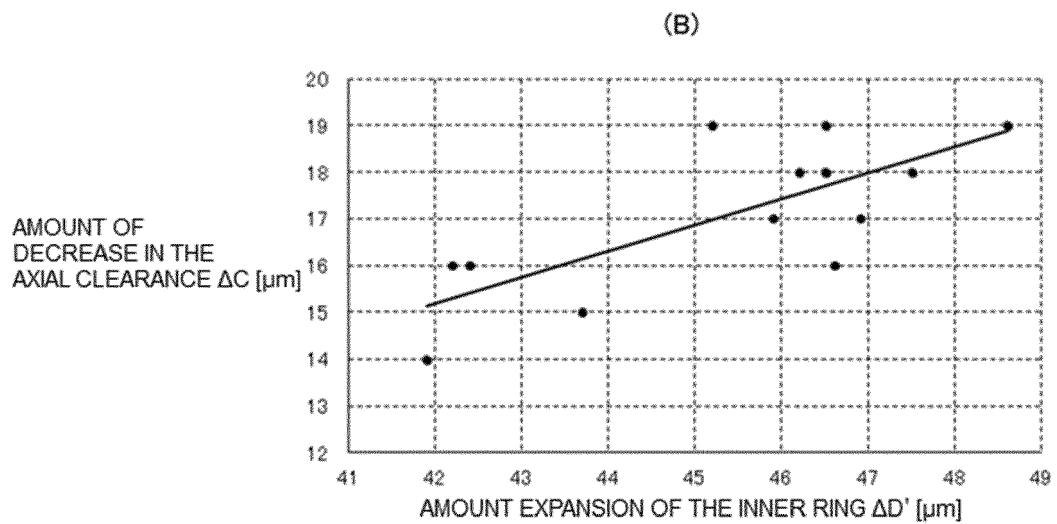 (B)
20
19
18
17
16
15
14
13
12
AMOUNT OF
DECREASE IN THE
AXIAL CLEARANCE ΔC [µm]
41 42 43 44 45 46 47 48 49
AMOUNT EXPANSION OF THE INNER RING ΔD' [µm]